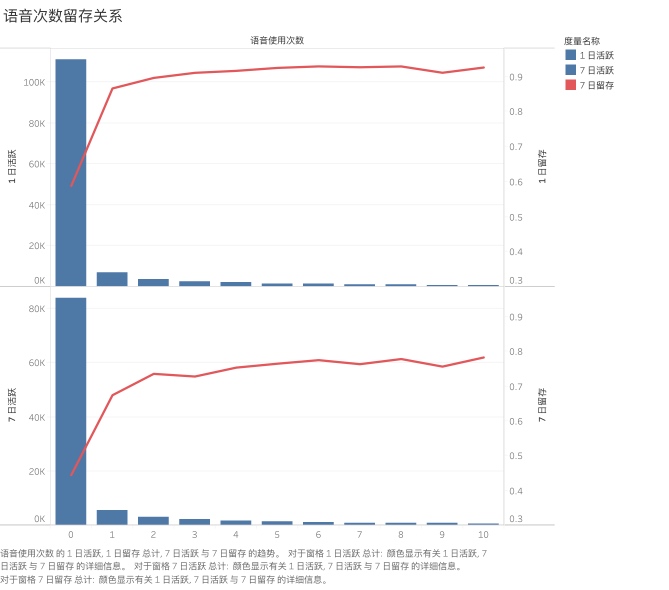 语音次数留存关系
语音使用次数
度量名称
1 日活跃
7 日活跃
7 日留存
100K
80K
60K
40K
20K
0K
1 日活跃
0.9
0.8
0.7
0.6
0.5
0.4
0.3
1 日留存
80K
60K
40K
20K
0K
7 日活跃
0.9
0.8
0.7
0.6
0.5
0.4
0.3
7 日留存
0 1 2 3 4 5 6 7 8 9 10
语音使用次数 的 1 日活跃, 1 日留存 总计, 7 日活跃 与 7 日留存 的趋势。 对于窗格 1 日活跃 总计: 颜色显示有关 1 日活跃, 7
日活跃 与 7 日留存 的详细信息。 对于窗格 7 日活跃 总计: 颜色显示有关 1 日活跃, 7 日活跃 与 7 日留存 的详细信息。
对于窗格 7 日留存 总计: 颜色显示有关 1 日活跃, 7 日活跃 与 7 日留存 的详细信息。